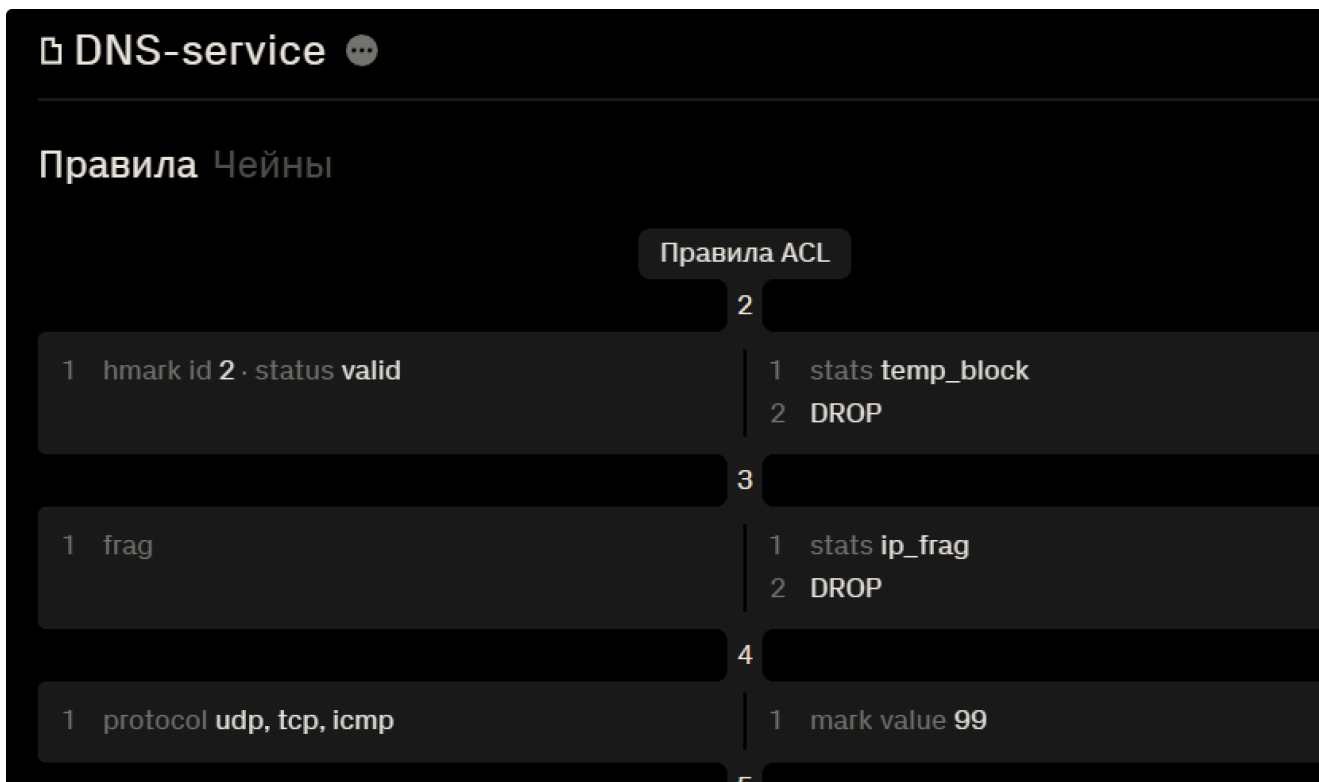 DNS-service
Правила Чейны
Правила ACL
2
1 hmark id 2 · status valid
1 stats temp_block
2 DROP
3
1 frag
1 stats ip_frag
2 DROP
4
1 protocol udp, tcp, icmp
1 mark value 99
5